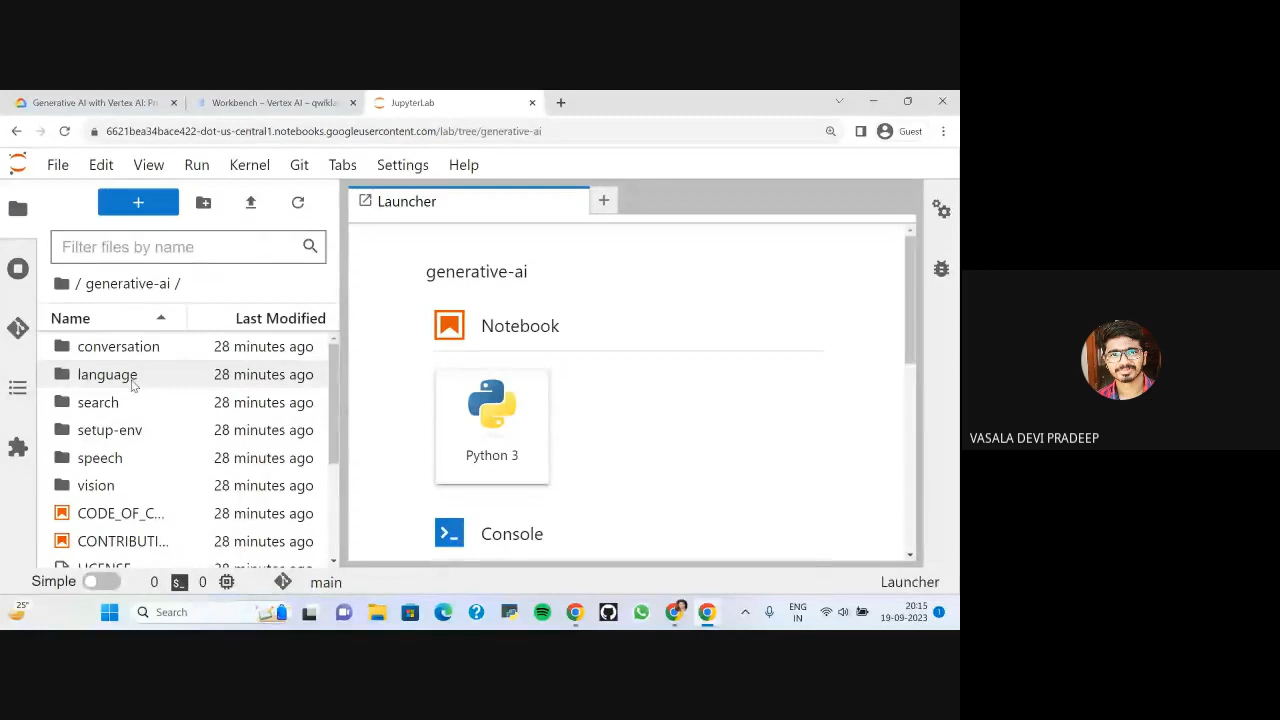 Generative AI with Vertex AI: Pr
Workbench – Vertex AI – qwikla
JupyterLab
6621bea34bace422-dot-us-central1.notebooks.googleusercontent.com/lab/tree/generative-ai
Guest
File Edit View Run Kernel Git Tabs Settings Help
Launcher
Filter files by name
/ generative-ai /
Name Last Modified
conversation 28 minutes ago
language 28 minutes ago
search 28 minutes ago
setup-env 28 minutes ago
speech 28 minutes ago
vision 28 minutes ago
CODE_OF_C... 28 minutes ago
CONTRIBUTI... 28 minutes ago
generative-ai
Notebook
Python 3
Console
Simple 0 $_ 0 main Launcher
25°
Search
ENG
IN
20:15
19-09-2023
1
VASALA DEVI PRADEEP